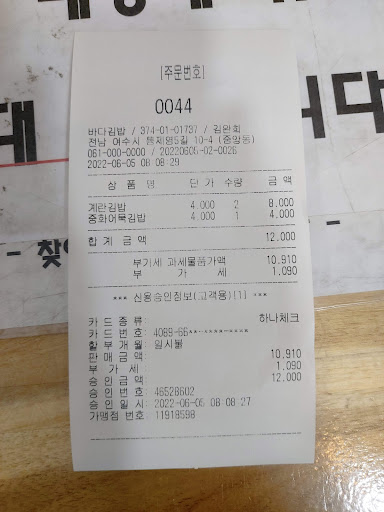 [주문번호]
0044
바다김밥 / 374-01-01737 / 김완희
전남 여수시 통제영5길 10-4 (중앙동)
061-000-0000 / 20220605-02-0026
2022-06-05 08:08:29
상 품 명 단 가 수량 금 액
계란김밥 4,000 2 8,000
중화어묵김밥 4,000 1 4,000
합 계 금 액 12,000
부가세 과세물품가액 10,910
부 가 세 1,090
*** 신용승인정보(고객용)[1] ***
카 드 종 류: 하나체크
카 드 번 호: 4089-66**-****-****
할 부 개 월: 일시불
판 매 금 액: 10,910
부 가 세: 1,090
승 인 금 액: 12,000
승 인 번 호: 46528602
승 인 일 시: 2022-06-05 08:08:27
가맹점 번호: 11918598
대